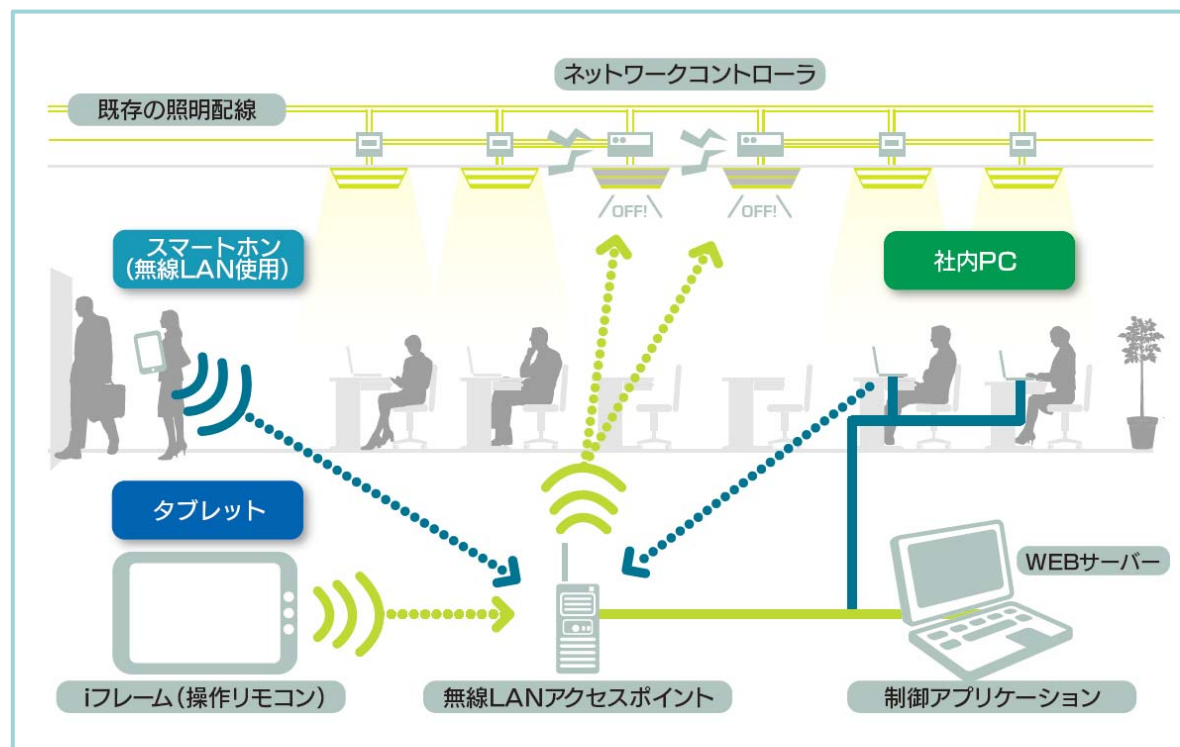 ネットワークコントローラ
既存の照明配線
OFF!
OFF!
スマートホン
(無線LAN使用)
社内PC
タブレット
WEBサーバー
iフレーム(操作リモコン)
無線LANアクセスポイント
制御アプリケーション